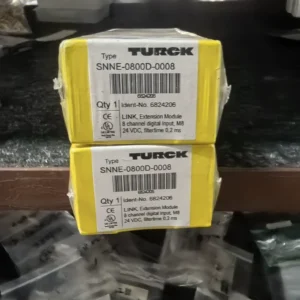 Type TURCK
SNNE-0800D-0008
6824206
Qty 1 Ident-No. 6824206
LINK, Extension Module
8 channel digital input, M8
24 VDC, filtertime 0,2 ms
Type TURCK
SNNE-0800D-0008
6824206
Qty 1 Ident-No. 6824206
LINK, Extension Module
8 channel digital input, M8
24 VDC, filtertime 0,2 ms